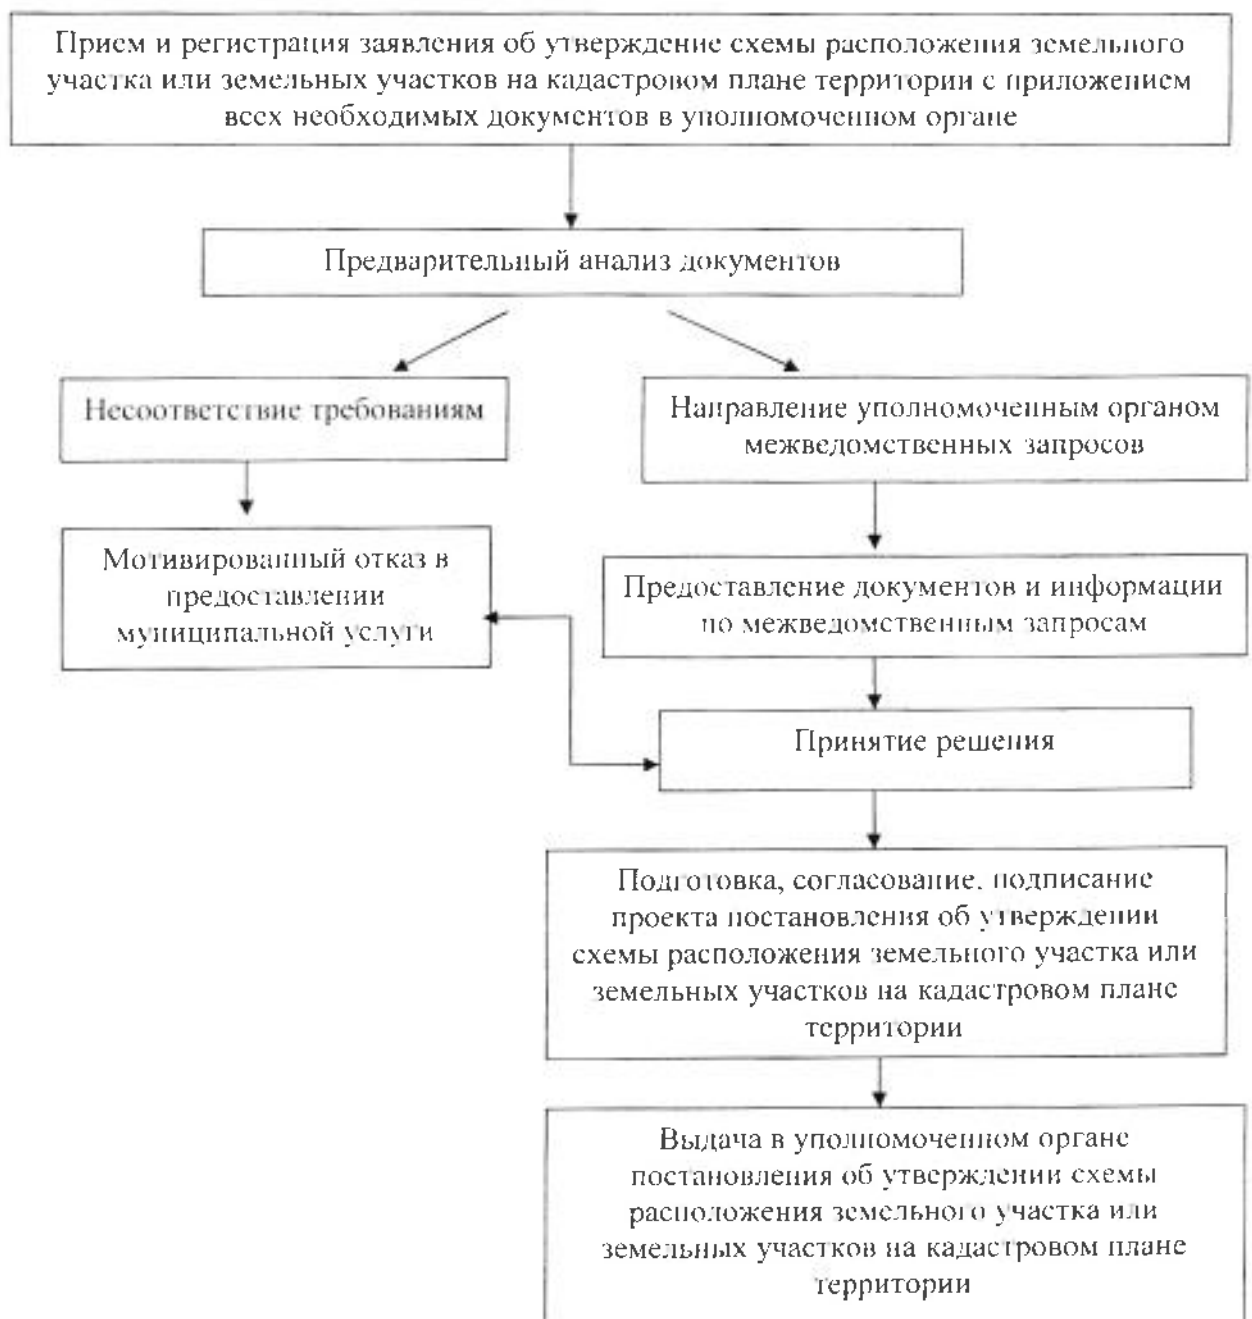 Прием и регистрация заявления об утверждение схемы расположения земельного
участка или земельных участков на кадастровом плане территории с приложением
всех необходимых документов в уполномоченном органе
Предварительный анализ документов
Несоответствие требованиям
Направление уполномоченным органом
межведомственных запросов
Мотивированный отказ в
предоставлении
муниципальной услуги
Предоставление документов и информации
по межведомственным запросам
Принятие решения
Подготовка, согласование, подписание
проекта постановления об утверждении
схемы расположения земельного участка или
земельных участков на кадастровом плане
территории
Выдача в уполномоченном органе
постановления об утверждении схемы
расположения земельного участка или
земельных участков на кадастровом плане
территории